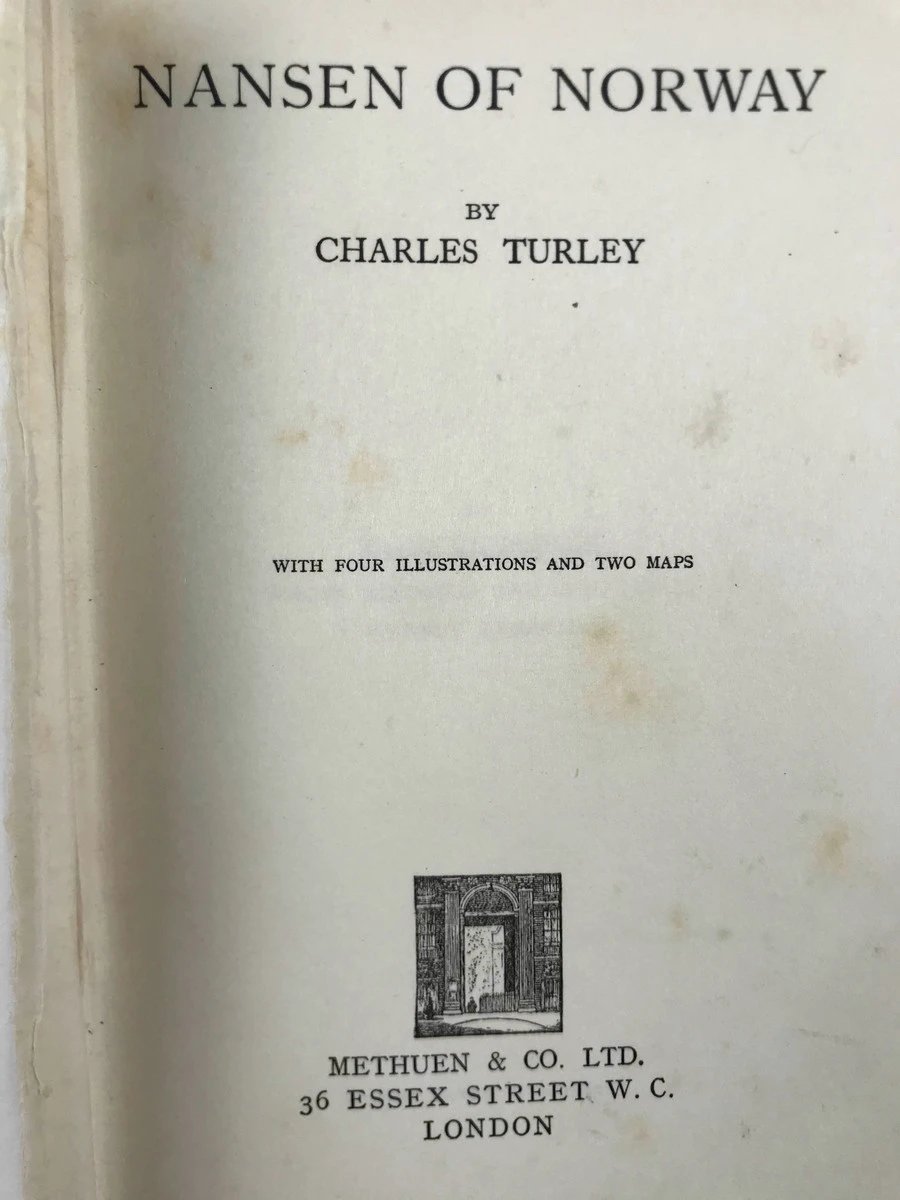 NANSEN OF NORWAY
BY
CHARLES TURLEY
WITH FOUR ILLUSTRATIONS AND TWO MAPS
METHUEN & CO. LTD.
36 ESSEX STREET W. C.
LONDON